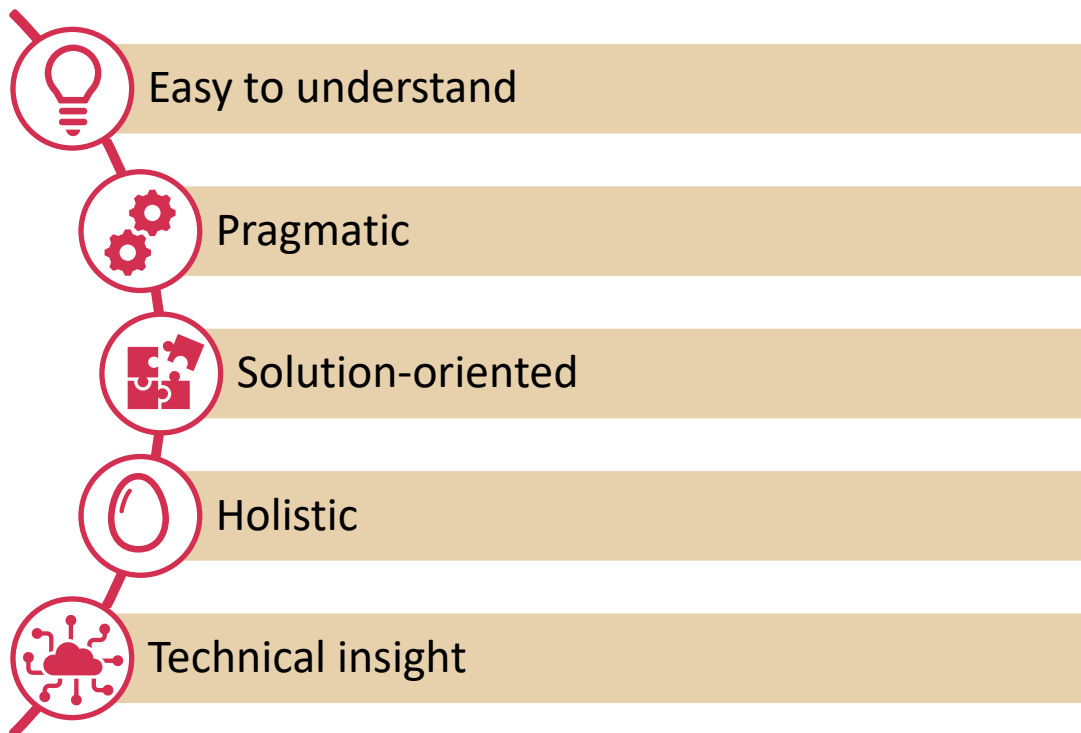 Easy to understand
Pragmatic
Solution-oriented
Holistic
Technical insight